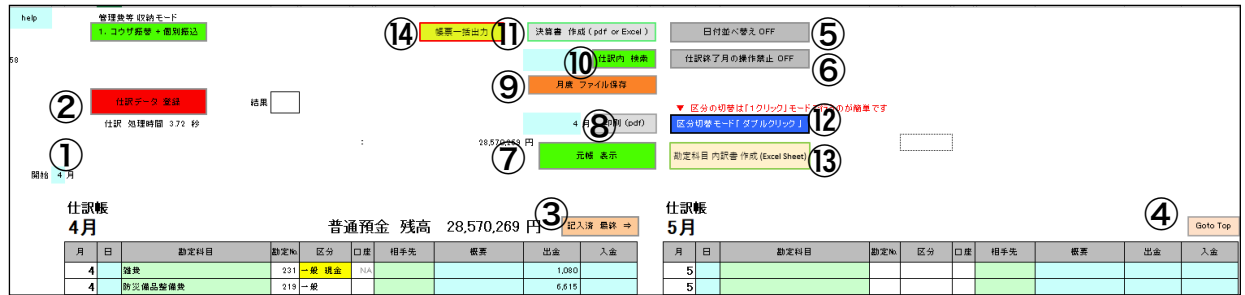 help
管理費等 収納モード
1. コウザ振替 + 個別振込
⑭ 帳票一括出力
⑪ 決算書 作成 ( pdf or Excel )
日付並べ替え OFF ⑤
58
⑩ 仕訳内 検索
仕訳終了月の操作禁止 OFF ⑥
⑨ 月度 ファイル保存
② 仕訳データ 登録
結果
▼ 区分の切替は「1クリック」モード
のが簡単です
仕訳 処理時間 3.72 秒
4 月
⑧
印刷 (pdf)
区分切替モード「 ダブルクリック 」 ⑫
①
:
28,570,269 円
⑦ 元帳 表示
勘定科目 内訳書 作成 (Excel Sheet) ⑬
開始 4 月
仕訳帳
4月
普通預金 残高 28,570,269 円
③ 記入済 最終 ⇒
仕訳帳
5月
④ Goto Top
月 日 勘定科目 勘定№ 区分 口座 相手先 概要 出金 入金
月 日 勘定科目 勘定№ 区分 口座 相手先 概要 出金 入金
4 雑費 231 一般 現金 NA 1,080
5
4 防災備品整備費 219 一般 6,615
5